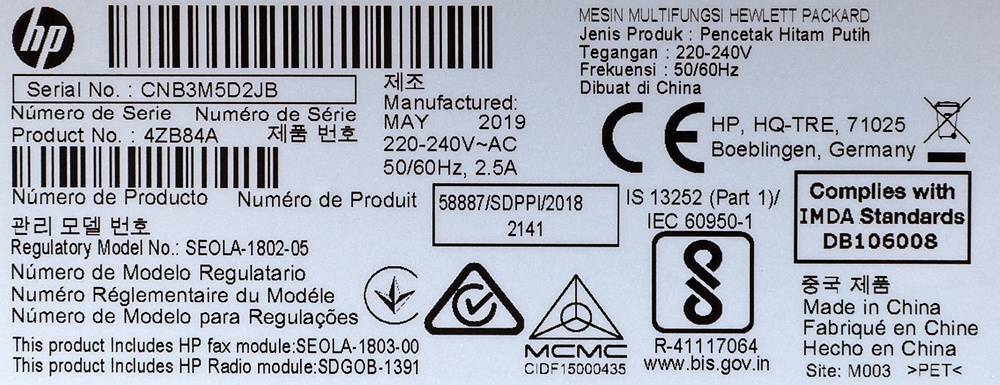 hp
Serial No. : CNB3M5D2JB
Número de Serie   Numéro de Série
Product No. : 4ZB84A   제품 번호
Número de Producto   Numéro de Produit
관리 모델 번호
Regulatory Model No.: SEOLA-1802-05
Número de Modelo Regulatario
Numéro Réglementaire du Modéle
Número de Modelo para Regulações
This product Includes HP fax module:SEOLA-1803-00
This product Includes HP Radio module:SDGOB-1391
제조
Manufactured:
MAY 2019
220-240V~AC
50/60Hz, 2.5A
58887/SDPPI/2018
2141
MCMC
CIDF15000435
MESIN MULTIFUNGSI HEWLETT PACKARD
Jenis Produk : Pencetak Hitam Putih
Tegangan : 220-240V
Frekuensi : 50/60Hz
Dibuat di China
CE
HP, HQ-TRE, 71025
Boeblingen, Germany
IS 13252 (Part 1)/
IEC 60950-1
R-41117064
www.bis.gov.in
Complies with
IMDA Standards
DB106008
중국 제품
Made in China
Fabriqué en Chine
Hecho en China
Site: M003 >PET<